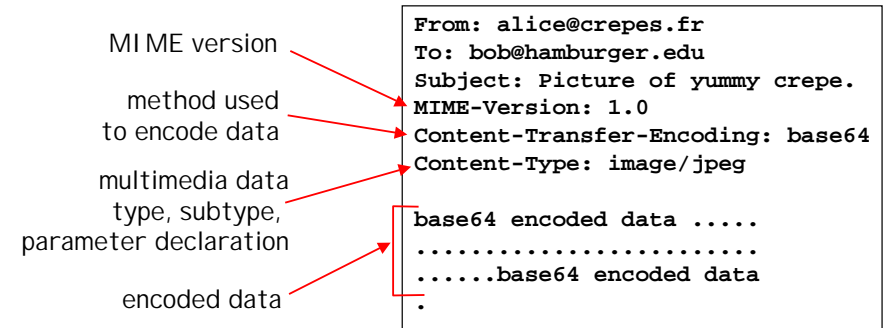 MIME version
method used
to encode data
multimedia data
type, subtype,
parameter declaration
encoded data
From: alice@crepes.fr
To: bob@hamburger.edu
Subject: Picture of yummy crepe.
MIME-Version: 1.0
Content-Transfer-Encoding: base64
Content-Type: image/jpeg
base64 encoded data .....
.........................
......base64 encoded data
.